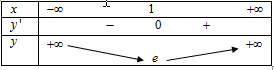 x −∞ 1 +∞
y' − 0 +
y +∞ e +∞